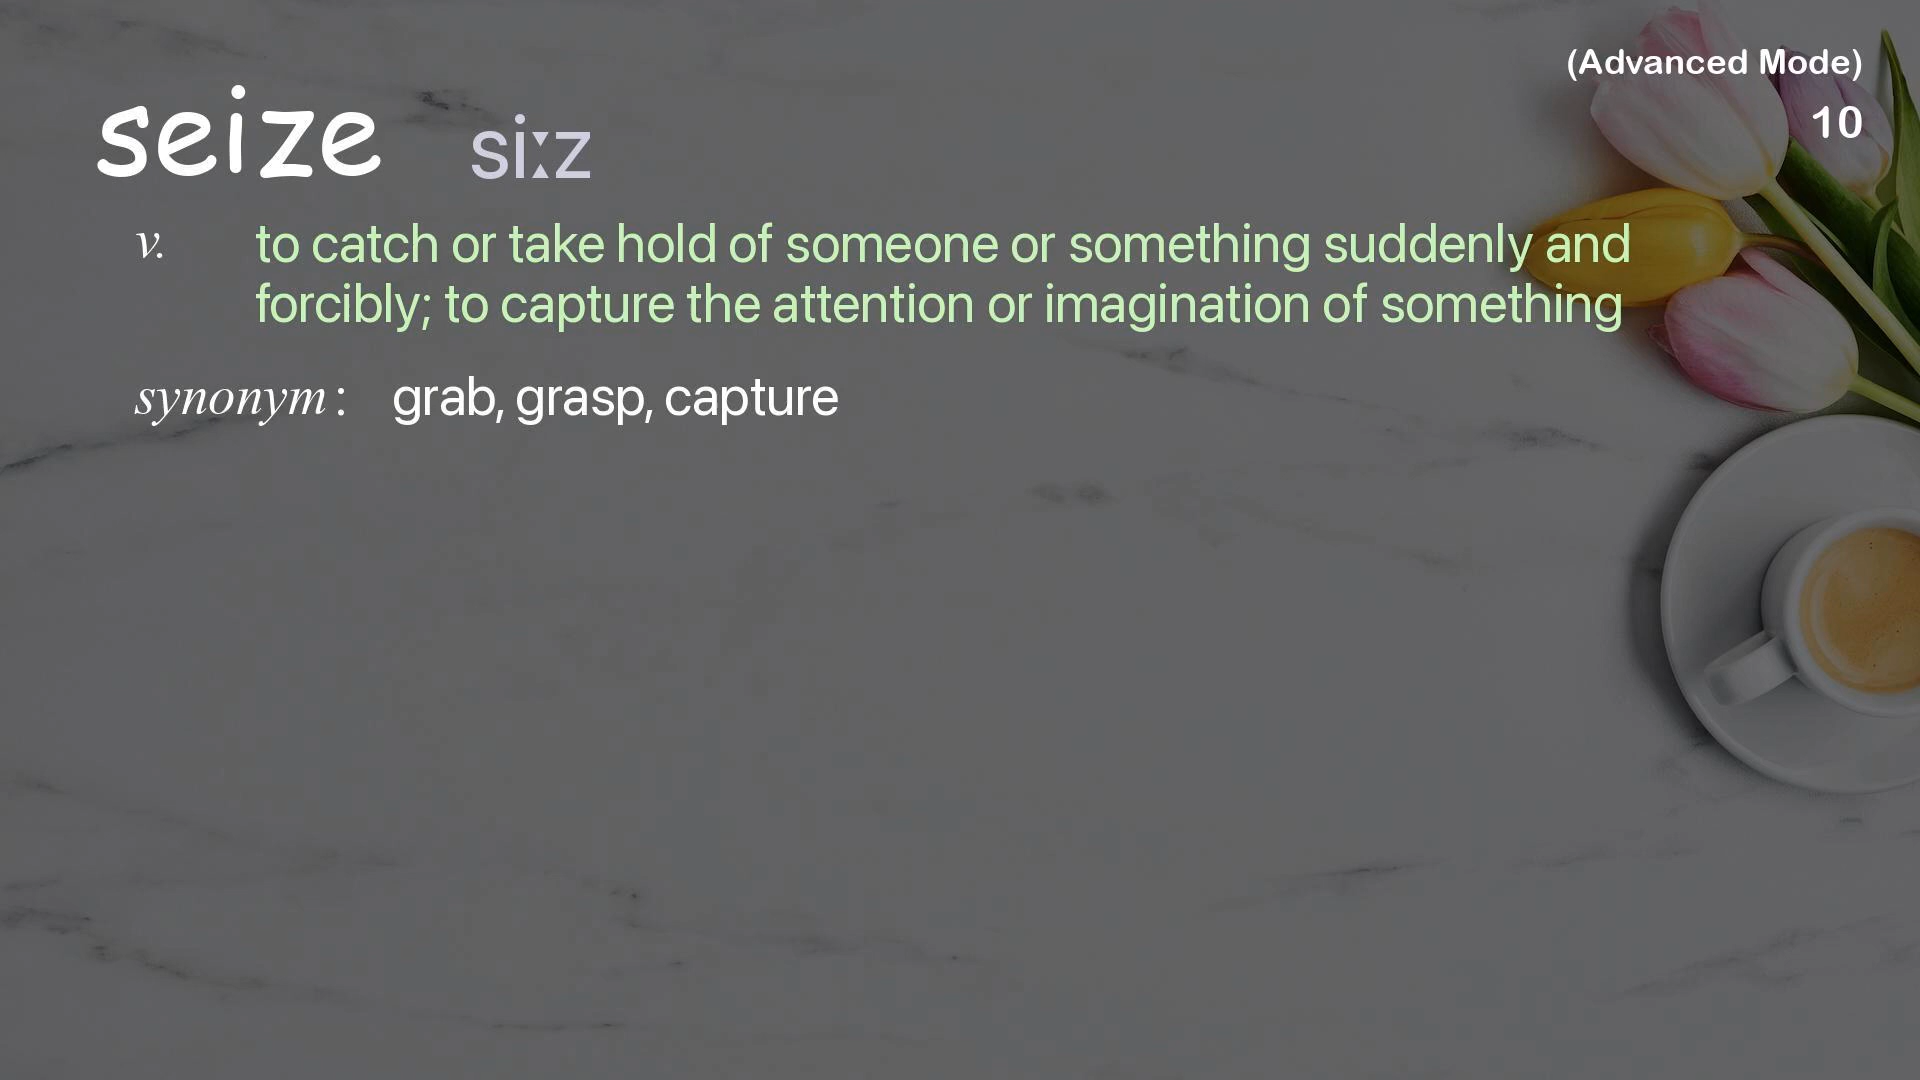 (Advanced Mode)
10
seize siːz
v. to catch or take hold of someone or something suddenly and
forcibly; to capture the attention or imagination of something
synonym: grab, grasp, capture